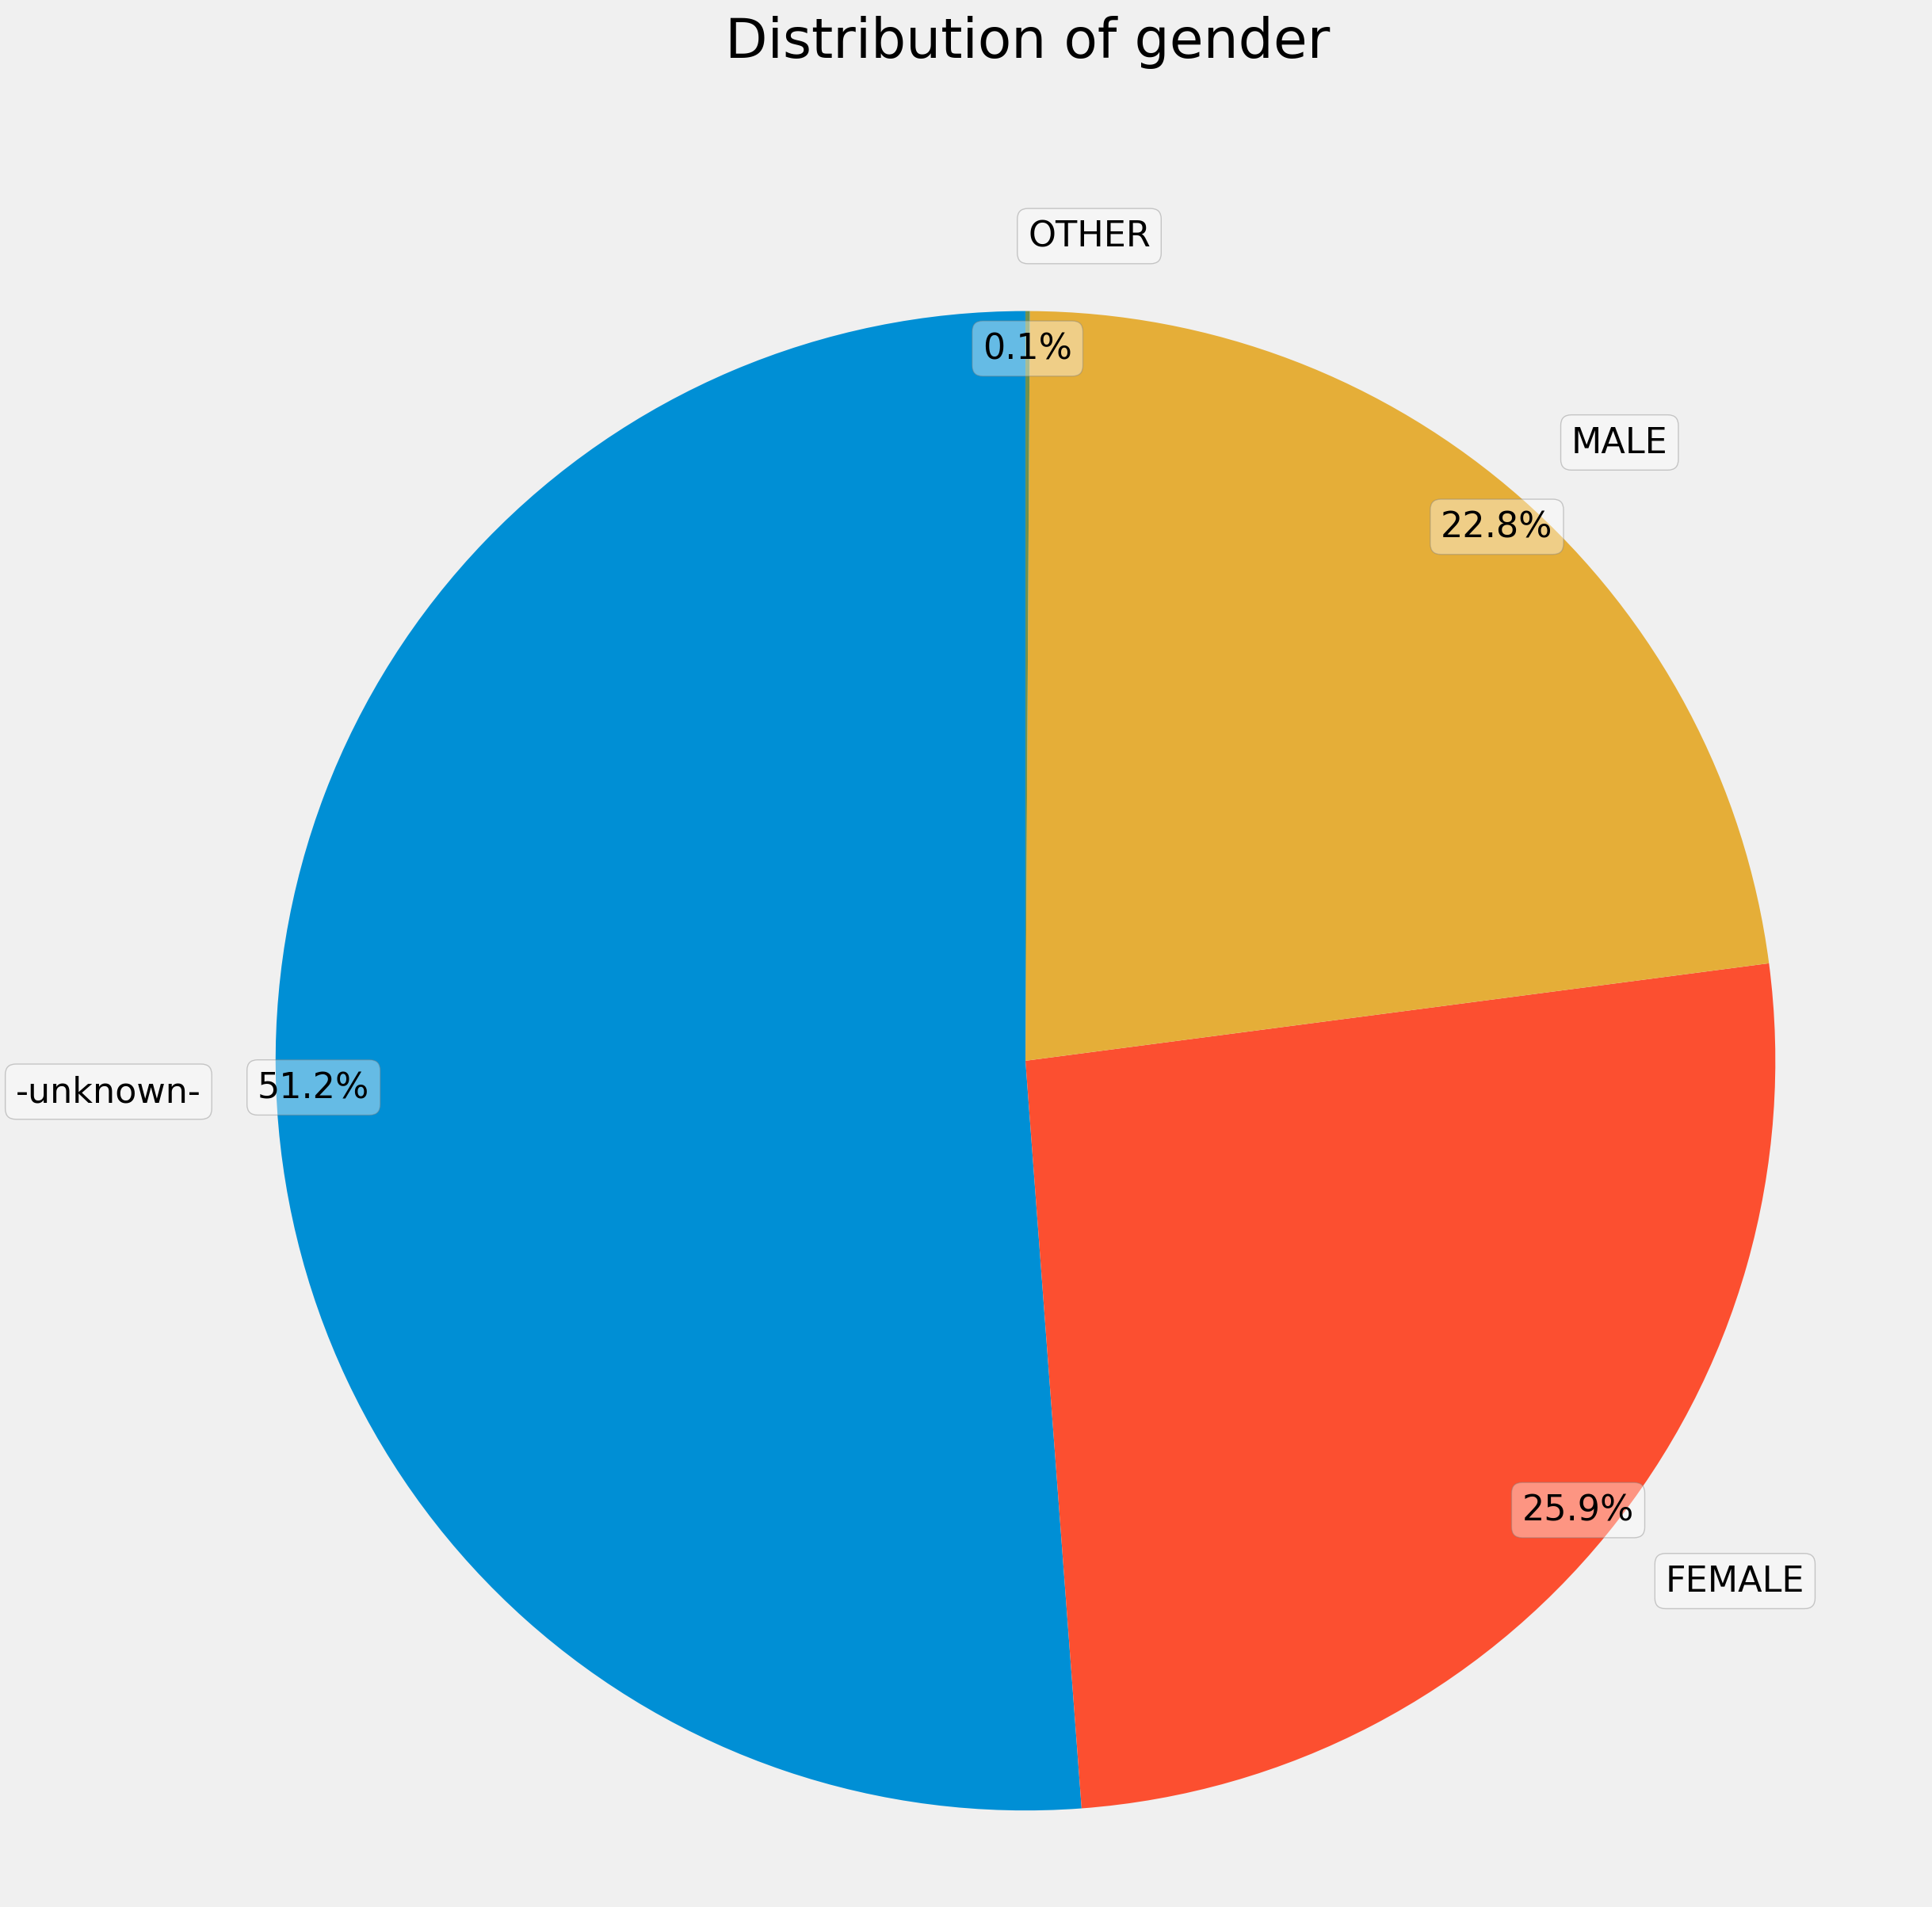 Distribution of gender
OTHER
0.1%
MALE
22.8%
-unknown-
51.2%
25.9%
FEMALE